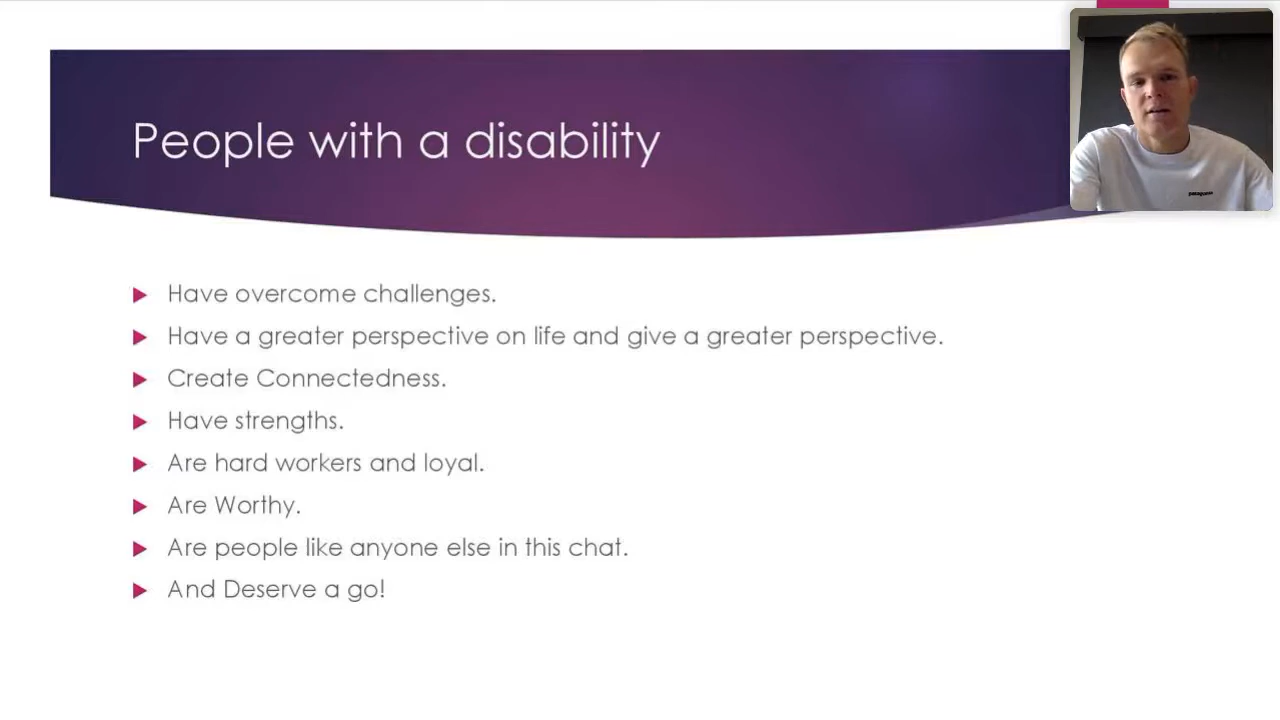 People with a disability
Have overcome challenges.
Have a greater perspective on life and give a greater perspective.
Create Connectedness.
Have strengths.
Are hard workers and loyal.
Are Worthy.
Are people like anyone else in this chat.
And Deserve a go!
patagonia